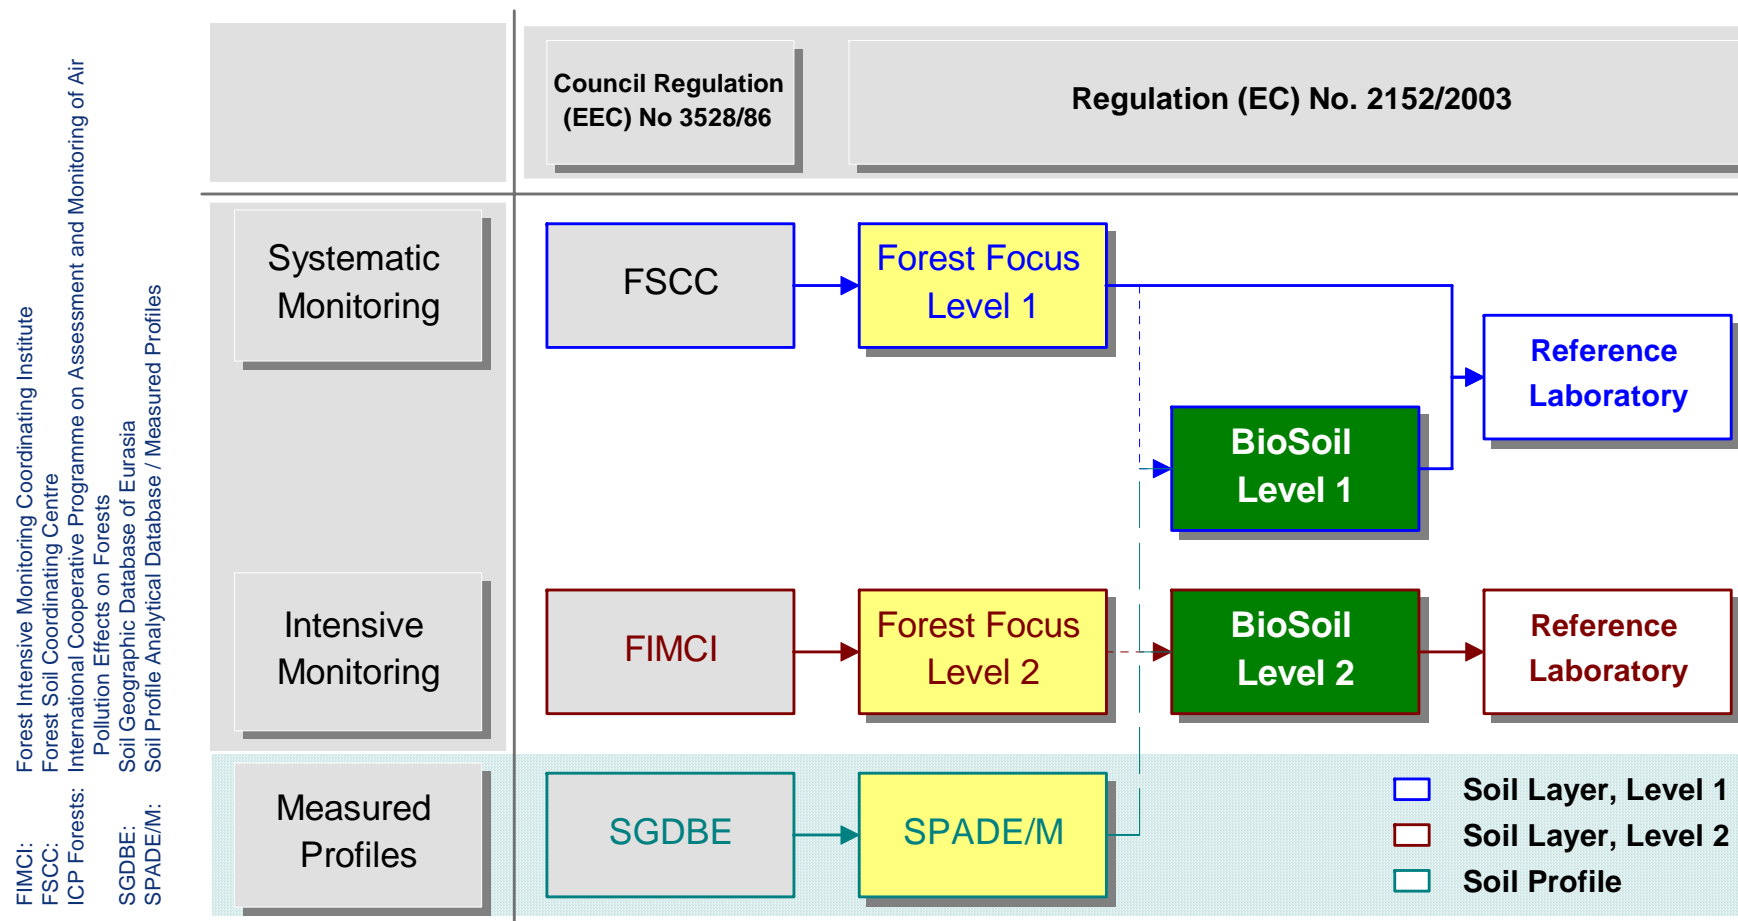 Council Regulation
(EEC) No 3528/86
Regulation (EC) No. 2152/2003
Systematic
Monitoring
FSCC
Forest Focus
Level 1
Reference
Laboratory
BioSoil
Level 1
Intensive
Monitoring
FIMCI
Forest Focus
Level 2
BioSoil
Level 2
Reference
Laboratory
Measured
Profiles
SGDBE
SPADE/M
Soil Layer, Level 1
Soil Layer, Level 2
Soil Profile
FIMCI: Forest Intensive Monitoring Coordinating Institute
FSCC: Forest Soil Coordinating Centre
ICP Forests: International Cooperative Programme on Assessment and Monitoring of Air
Pollution Effects on Forests
SGDBE: Soil Geographic Database of Eurasia
SPADE/M: Soil Profile Analytical Database / Measured Profiles